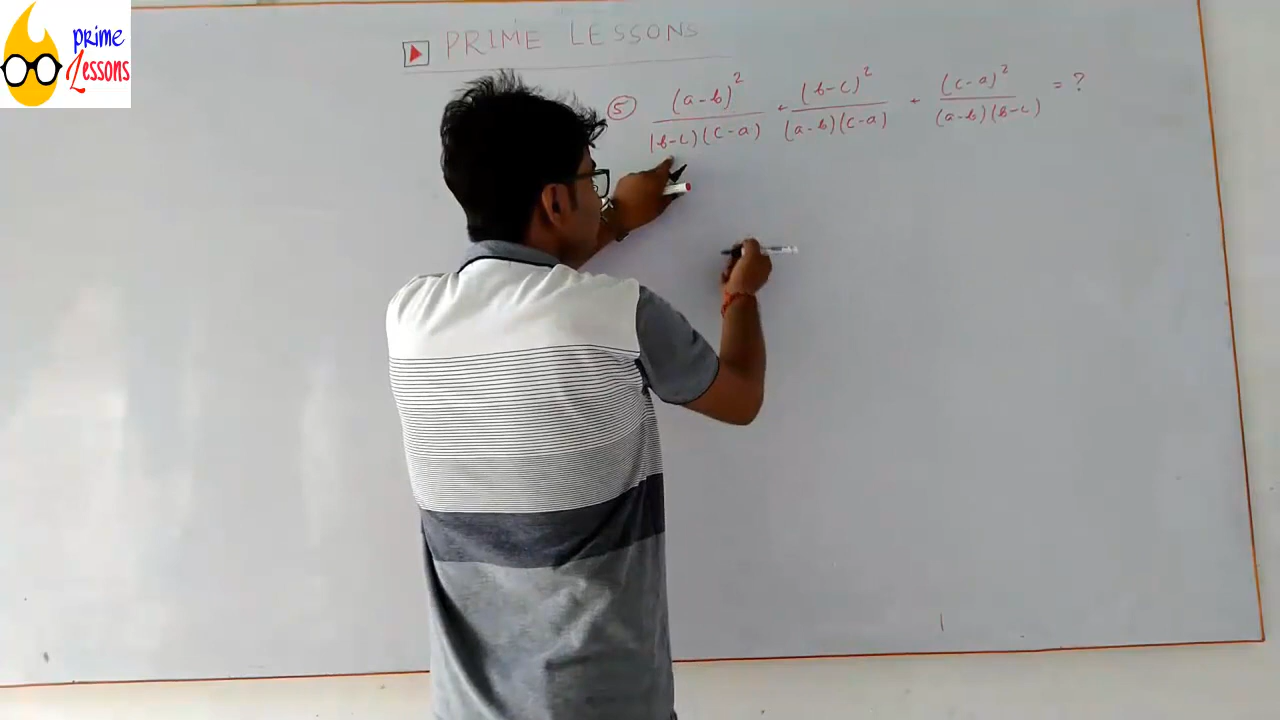 prime
Lessons
PRIME LESSONS
⑤ (a-b)² / (b-c)(c-a) + (b-c)² / (a-b)(c-a) + (c-a)² / (a-b)(b-c) = ?